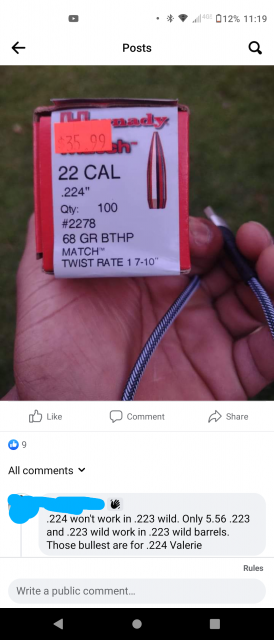 12% 11:19
Posts
Hornady
$35.99
Match™
22 CAL
.224"
Qty: 100
#2278
68 GR BTHP
MATCH™
TWIST RATE 1 7-10"
Like
Comment
Share
9
All comments
.224 won't work in .223 wild. Only 5.56 .223
and .223 wild work in .223 wild barrels.
Those bullest are for .224 Valerie
Rules
Write a public comment...